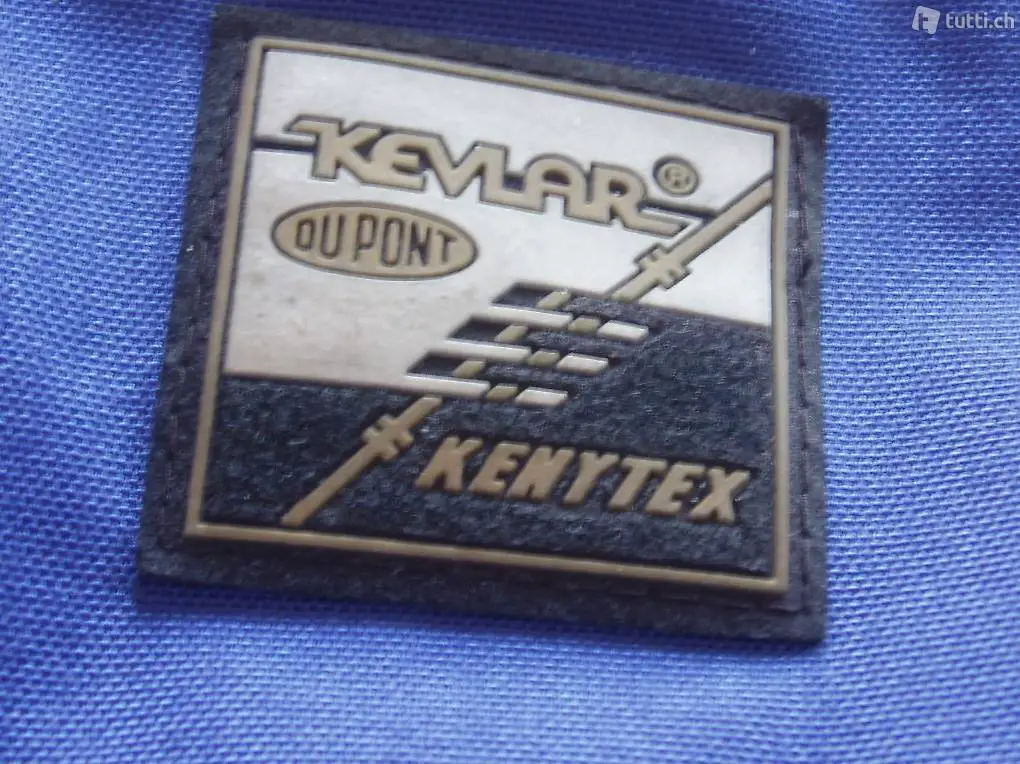 tutti.ch
KEVLAR®
DU PONT
KENYTEX